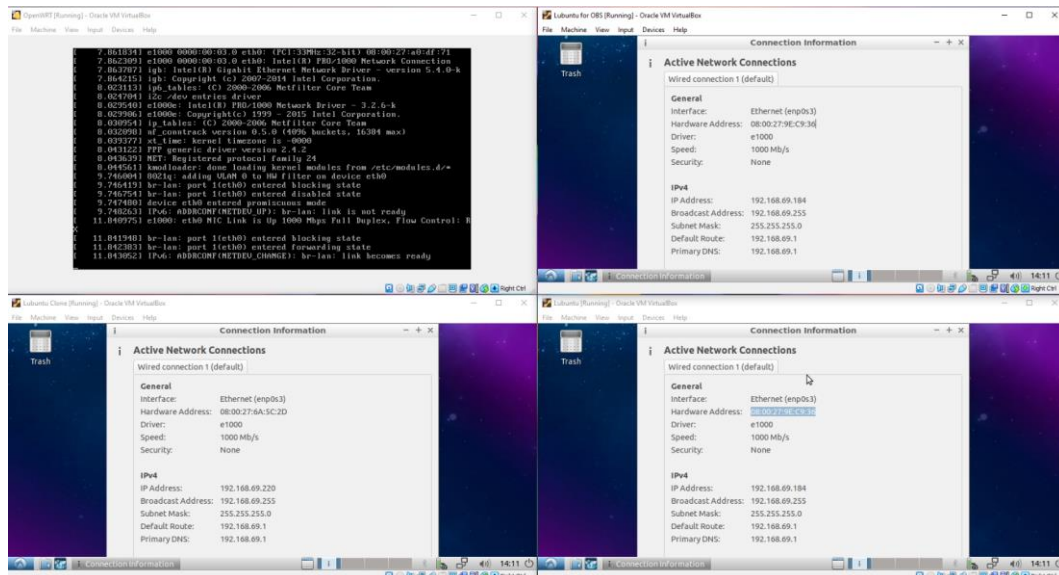 OpenWRT [Running] - Oracle VM VirtualBox
File Machine View Input Devices Help
[ 7.861834] e1000 0000:00:03.0 eth0: (PCI:33MHz:32-bit) 08:00:27:a0:df:71
[ 7.862309] e1000 0000:00:03.0 eth0: Intel(R) PRO/1000 Network Connection
[ 7.863787] igb: Intel(R) Gigabit Ethernet Network Driver - version 5.4.0-k
[ 7.864215] igb: Copyright (c) 2007-2014 Intel Corporation.
[ 8.023113] ip6_tables: (C) 2000-2006 Netfilter Core Team
[ 8.024704] i2c /dev entries driver
[ 8.029540] e1000e: Intel(R) PRO/1000 Network Driver - 3.2.6-k
[ 8.029906] e1000e: Copyright(c) 1999 - 2015 Intel Corporation.
[ 8.030954] ip_tables: (C) 2000-2006 Netfilter Core Team
[ 8.032098] nf_conntrack version 0.5.0 (4096 buckets, 16384 max)
[ 8.039377] xt_time: kernel timezone is -0000
[ 8.043122] PPP generic driver version 2.4.2
[ 8.043639] NET: Registered protocol family 24
[ 8.044561] kmodloader: done loading kernel modules from /etc/modules.d/*
[ 9.746004] 8021q: adding VLAN 0 to HW filter on device eth0
[ 9.746419] br-lan: port 1(eth0) entered blocking state
[ 9.746754] br-lan: port 1(eth0) entered disabled state
[ 9.747480] device eth0 entered promiscuous mode
[ 9.748263] IPv6: ADDRCONF(NETDEV_UP): br-lan: link is not ready
[ 11.840975] e1000: eth0 NIC Link is Up 1000 Mbps Full Duplex, Flow Control: R
X
[ 11.841948] br-lan: port 1(eth0) entered blocking state
[ 11.842383] br-lan: port 1(eth0) entered forwarding state
[ 11.843052] IPv6: ADDRCONF(NETDEV_CHANGE): br-lan: link becomes ready
Right Ctrl
Lubuntu for OBS [Running] - Oracle VM VirtualBox
File Machine View Input Devices Help
Trash
Connection Information
Active Network Connections
Wired connection 1 (default)
General
Interface: Ethernet (enp0s3)
Hardware Address: 08:00:27:9E:C9:36
Driver: e1000
Speed: 1000 Mb/s
Security: None
IPv4
IP Address: 192.168.69.184
Broadcast Address: 192.168.69.255
Subnet Mask: 255.255.255.0
Default Route: 192.168.69.1
Primary DNS: 192.168.69.1
Connection Information
14:11
Right Ctrl
Lubuntu Clone [Running] - Oracle VM VirtualBox
File Machine View Input Devices Help
Trash
Connection Information
Active Network Connections
Wired connection 1 (default)
General
Interface: Ethernet (enp0s3)
Hardware Address: 08:00:27:6A:5C:2D
Driver: e1000
Speed: 1000 Mb/s
Security: None
IPv4
IP Address: 192.168.69.220
Broadcast Address: 192.168.69.255
Subnet Mask: 255.255.255.0
Default Route: 192.168.69.1
Primary DNS: 192.168.69.1
Connection Information
14:11
Lubuntu [Running] - Oracle VM VirtualBox
File Machine View Input Devices Help
Trash
Connection Information
Active Network Connections
Wired connection 1 (default)
General
Interface: Ethernet (enp0s3)
Hardware Address: 08:00:27:9E:C9:36
Driver: e1000
Speed: 1000 Mb/s
Security: None
IPv4
IP Address: 192.168.69.184
Broadcast Address: 192.168.69.255
Subnet Mask: 255.255.255.0
Default Route: 192.168.69.1
Primary DNS: 192.168.69.1
Connection Information
14:11